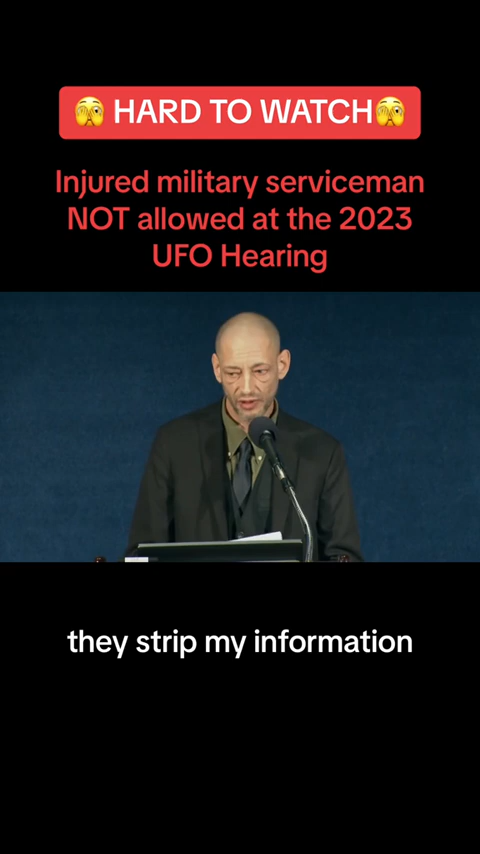 🫣 HARD TO WATCH🫣
Injured military serviceman
NOT allowed at the 2023
UFO Hearing
they strip my information